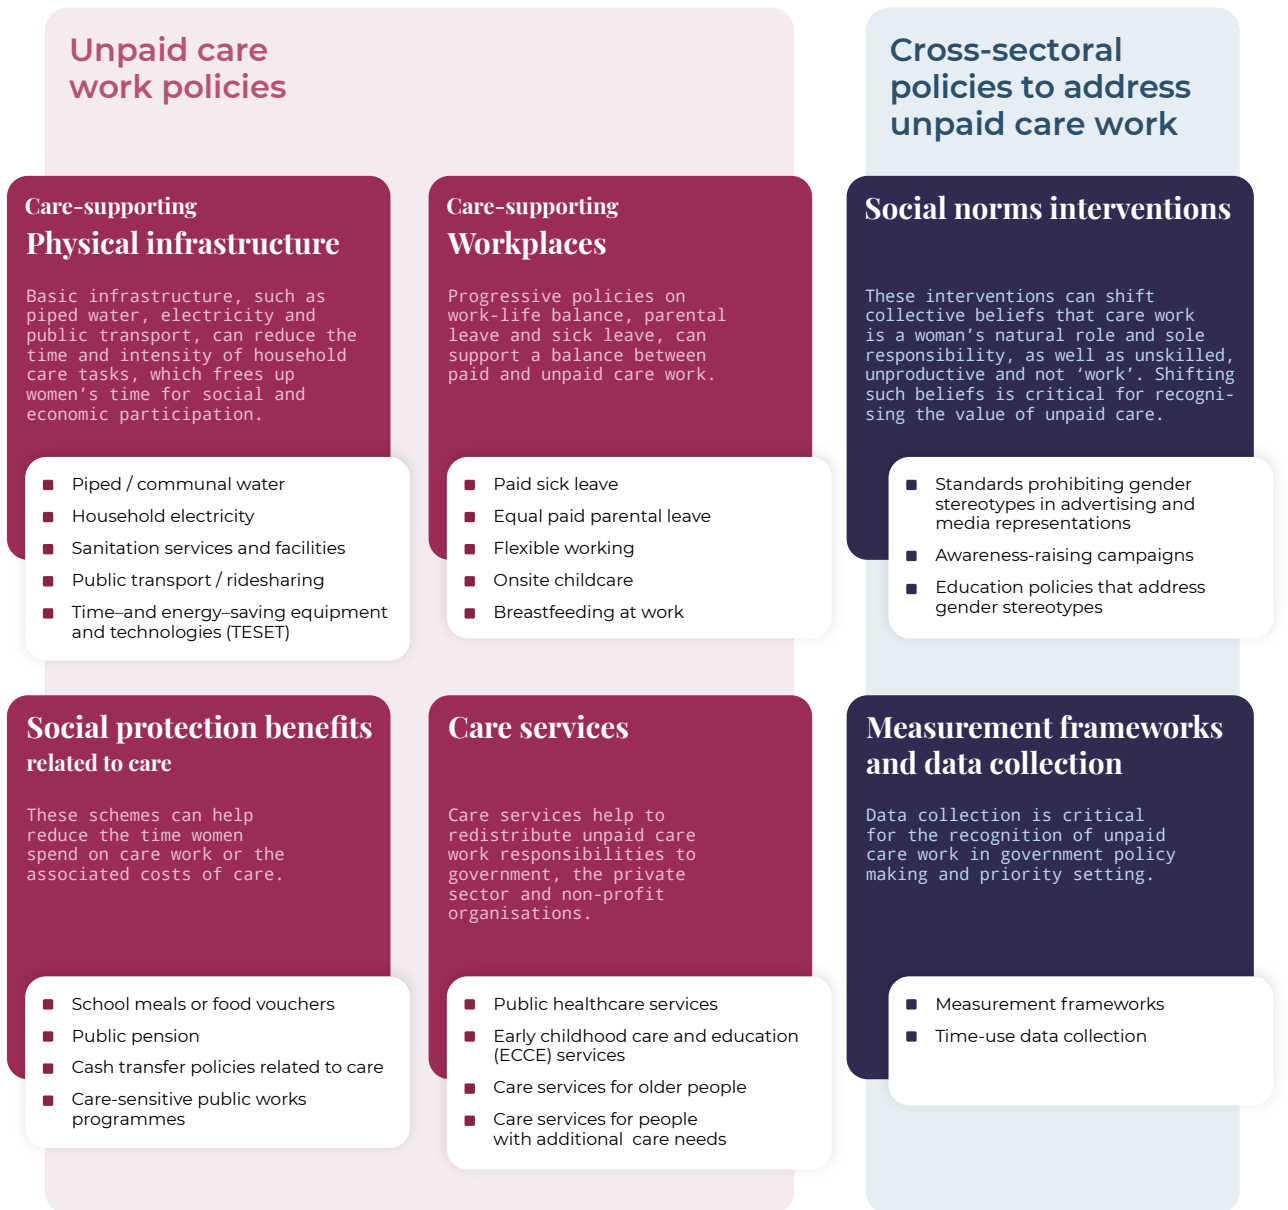 Unpaid care
work policies
Care-supporting
Physical infrastructure
Basic infrastructure, such as
piped water, electricity and
public transport, can reduce the
time and intensity of household
care tasks, which frees up
women’s time for social and
economic participation.
Piped / communal water
Household electricity
Sanitation services and facilities
Public transport / ridesharing
Time–and energy–saving equipment
and technologies (TESET)
Care-supporting
Workplaces
Progressive policies on
work-life balance, parental
leave and sick leave, can
support a balance between
paid and unpaid care work.
Paid sick leave
Equal paid parental leave
Flexible working
Onsite childcare
Breastfeeding at work
Social protection benefits
related to care
These schemes can help
reduce the time women
spend on care work or the
associated costs of care.
School meals or food vouchers
Public pension
Cash transfer policies related to care
Care-sensitive public works
programmes
Care services
Care services help to
redistribute unpaid care
work responsibilities to
government, the private
sector and non-profit
organisations.
Public healthcare services
Early childhood care and education
(ECCE) services
Care services for older people
Care services for people
with additional care needs
Cross-sectoral
policies to address
unpaid care work
Social norms interventions
These interventions can shift
collective beliefs that care work
is a woman’s natural role and sole
responsibility, as well as unskilled,
unproductive and not ‘work’. Shifting
such beliefs is critical for recogni-
sing the value of unpaid care.
Standards prohibiting gender
stereotypes in advertising and
media representations
Awareness-raising campaigns
Education policies that address
gender stereotypes
Measurement frameworks
and data collection
Data collection is critical
for the recognition of unpaid
care work in government policy
making and priority setting.
Measurement frameworks
Time-use data collection